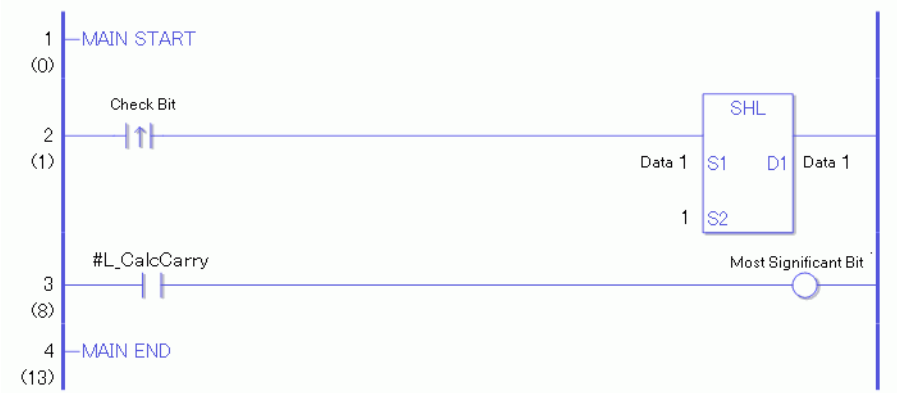 1 MAIN START
(0)
Check Bit
SHL
2
(1) Data 1 S1 D1 Data 1
1 S2
#L_CalcCarry Most Significant Bit
3
(8)
4 MAIN END
(13)